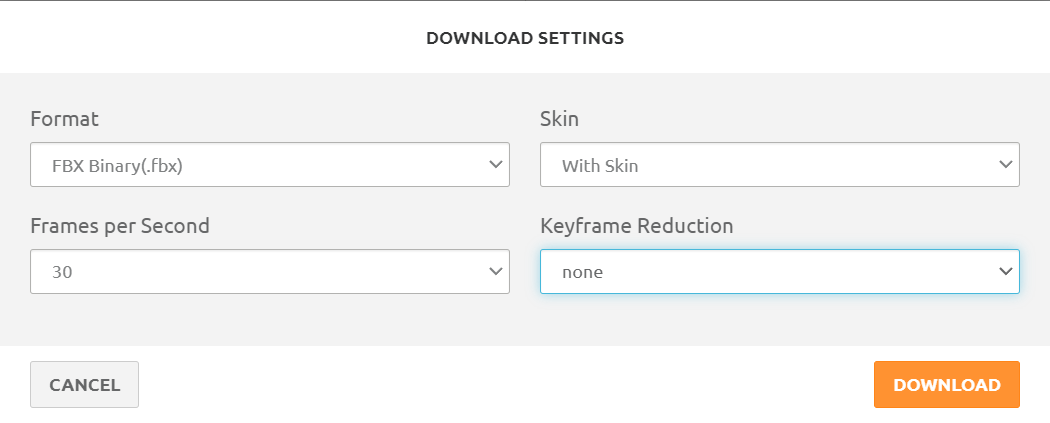 DOWNLOAD SETTINGS
Format
Skin
FBX Binary(.fbx)
With Skin
Frames per Second
Keyframe Reduction
30
none
CANCEL
DOWNLOAD